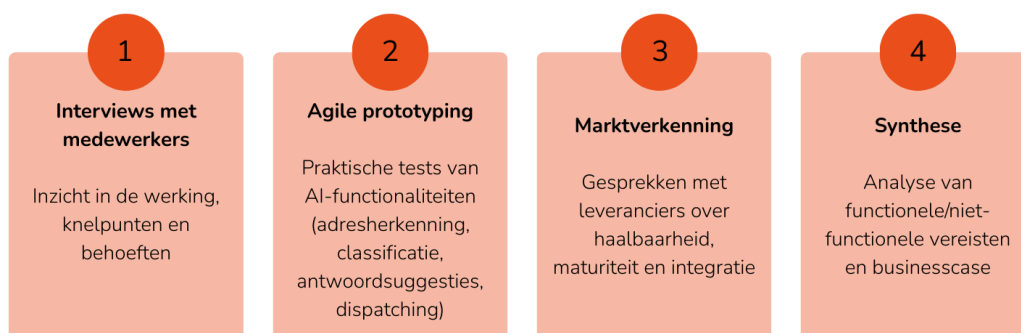 1
Interviews met
medewerkers
Inzicht in de werking,
knelpunten en
behoeften
2
Agile prototyping
Praktische tests van
AI-functionaliteiten
(adresherkenning,
classificatie,
antwoordsuggesties,
dispatching)
3
Marktverkenning
Gesprekken met
leveranciers over
haalbaarheid,
maturiteit en integratie
4
Synthese
Analyse van
functionele/niet-
functionele vereisten
en businesscase